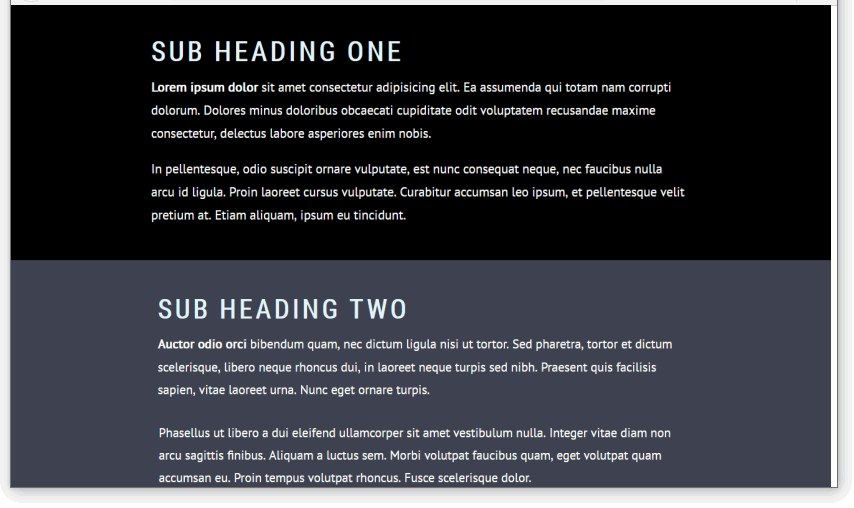 SUB HEADING ONE
Lorem ipsum dolor sit amet consectetur adipisicing elit. Ea assumenda qui totam nam corrupti
dolorum. Dolores minus doloribus obcaecati cupiditate odit voluptatem recusandae maxime
consectetur, delectus labore asperiores enim nobis.
In pellentesque, odio suscipit ornare vulputate, est nunc consequat neque, nec faucibus nulla
arcu id ligula. Proin laoreet cursus vulputate. Curabitur accumsan leo ipsum, et pellentesque velit
pretium at. Etiam aliquam, ipsum eu tincidunt.
SUB HEADING TWO
Auctor odio orci bibendum quam, nec dictum ligula nisi ut tortor. Sed pharetra, tortor et dictum
scelerisque, libero neque rhoncus dui, in laoreet neque turpis sed nibh. Praesent quis facilisis
sapien, vitae laoreet urna. Nunc eget ornare turpis.
Phasellus ut libero a dui eleifend ullamcorper sit amet vestibulum nulla. Integer vitae diam non
arcu sagittis finibus. Aliquam a luctus sem. Morbi volutpat faucibus quam, eget volutpat quam
accumsan eu. Proin tempus volutpat rhoncus. Fusce scelerisque dolor.